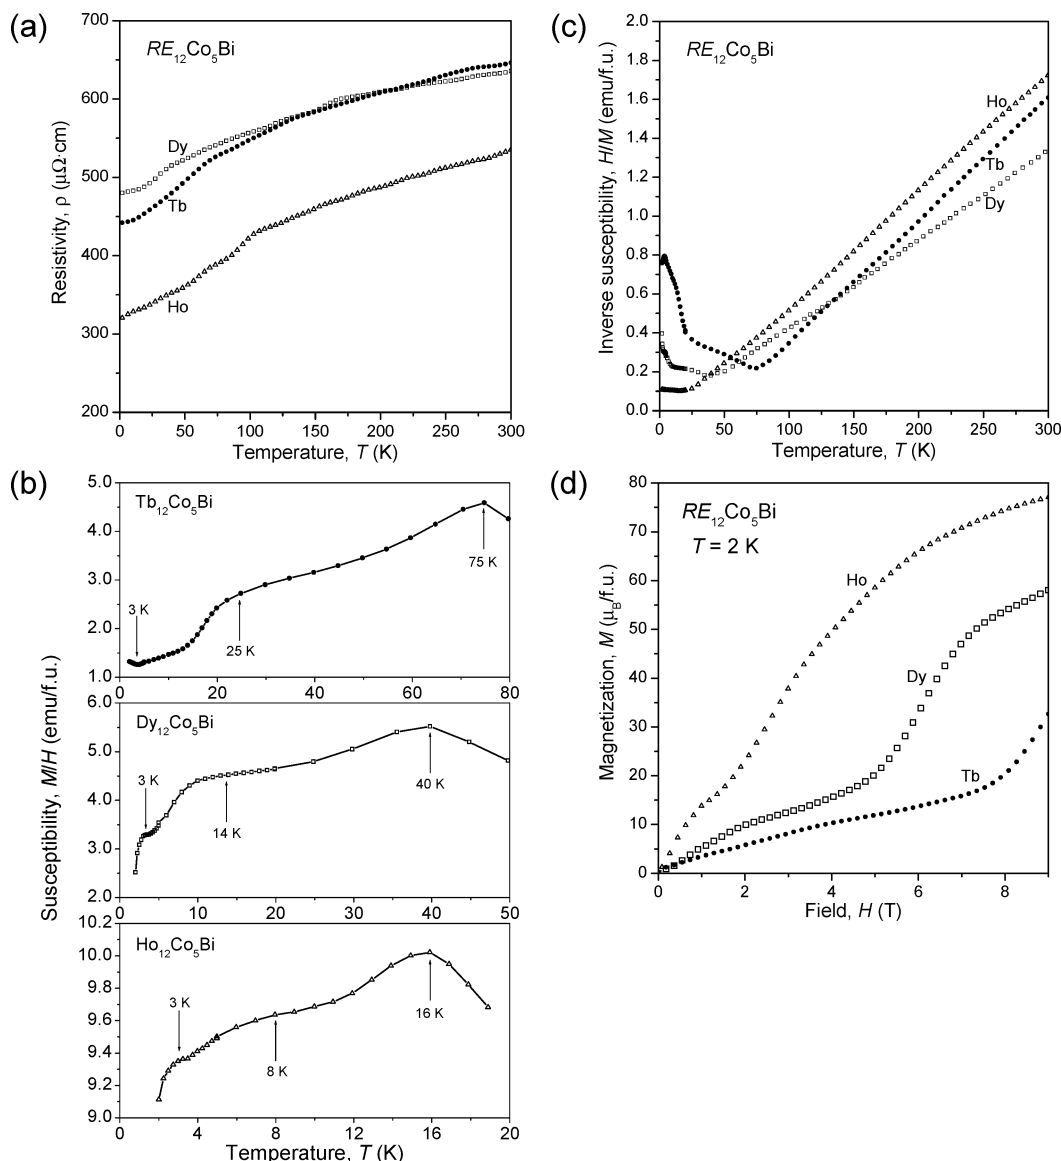 (a)
RE₁₂Co₅Bi
700
600
500
400
300
200
Resistivity, ρ (μΩ·cm)
Dy
Tb
Ho
0 50 100 150 200 250 300
Temperature, T (K)
(c)
RE₁₂Co₅Bi
2.0
1.8
1.6
1.4
1.2
1.0
0.8
0.6
0.4
0.2
0.0
Inverse susceptibility, H/M (emu/f.u.)
Ho
Tb
Dy
0 50 100 150 200 250 300
Temperature, T (K)
(b)
Susceptibility, M/H (emu/f.u.)
Tb₁₂Co₅Bi
5.0
4.0
3.0
2.0
1.0
3 K
25 K
75 K
0 20 40 60 80
Dy₁₂Co₅Bi
6.0
5.0
4.0
3.0
2.0
3 K
14 K
40 K
0 10 20 30 40 50
Ho₁₂Co₅Bi
10.2
10.0
9.8
9.6
9.4
9.2
9.0
3 K
8 K
16 K
0 4 8 12 16 20
Temperature, T (K)
(d)
RE₁₂Co₅Bi
T = 2 K
80
70
60
50
40
30
20
10
0
Magnetization, M (μ_B/f.u.)
Ho
Dy
Tb
0 2 4 6 8
Field, H (T)